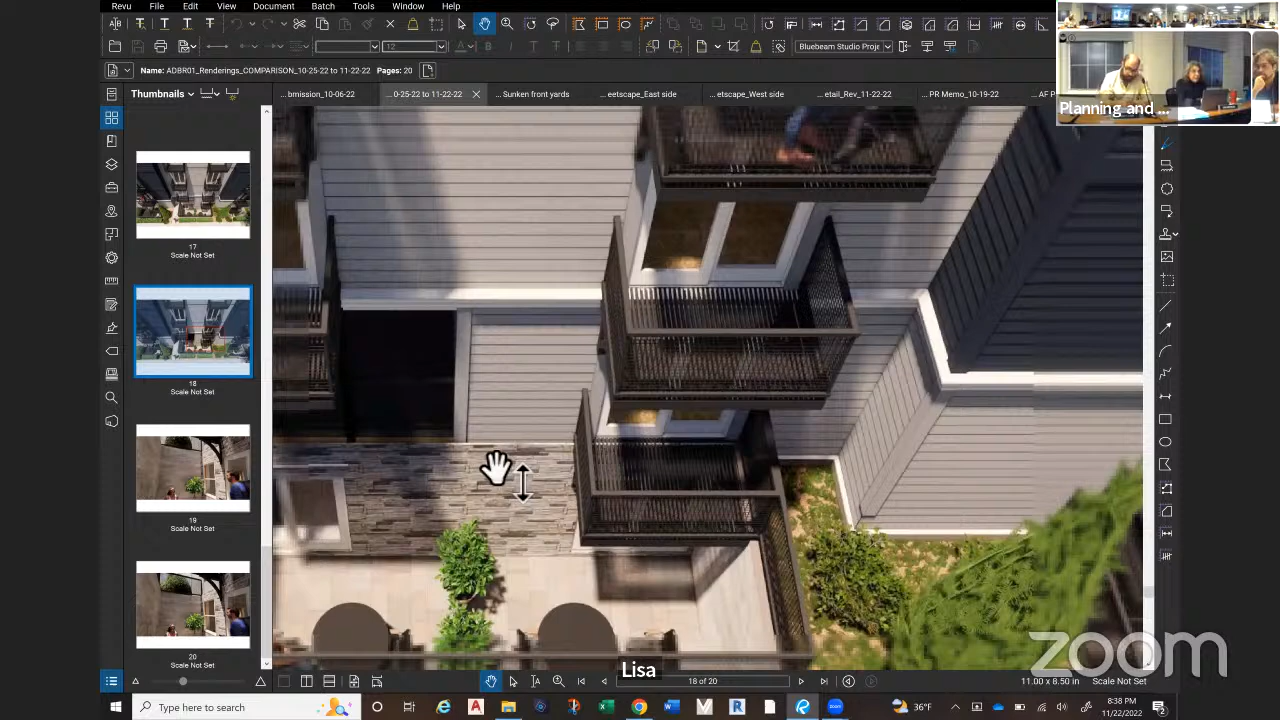 Revu File Edit View Document Batch Tools Window Help
12
Bluebeam Studio Proje
Name: ADBR01_Renderings_COMPARISON_10-25-22 to 11-22-22 Pages: 20
Thumbnails
...bmission_10-06-22
...0-25-22 to 11-22-22
... Sunken front yards
... eetscape_East side
... etscape_West side
... etail_Rev_11-22-22
... PR Memo_10-19-22
... AF P
Planning and ...
17
Scale Not Set
18
Scale Not Set
19
Scale Not Set
20
Scale Not Set
zoom
Lisa
18 of 20
11.00 x 8.50 in
Scale Not Set
Type here to search
36°F
8:38 PM
11/22/2022